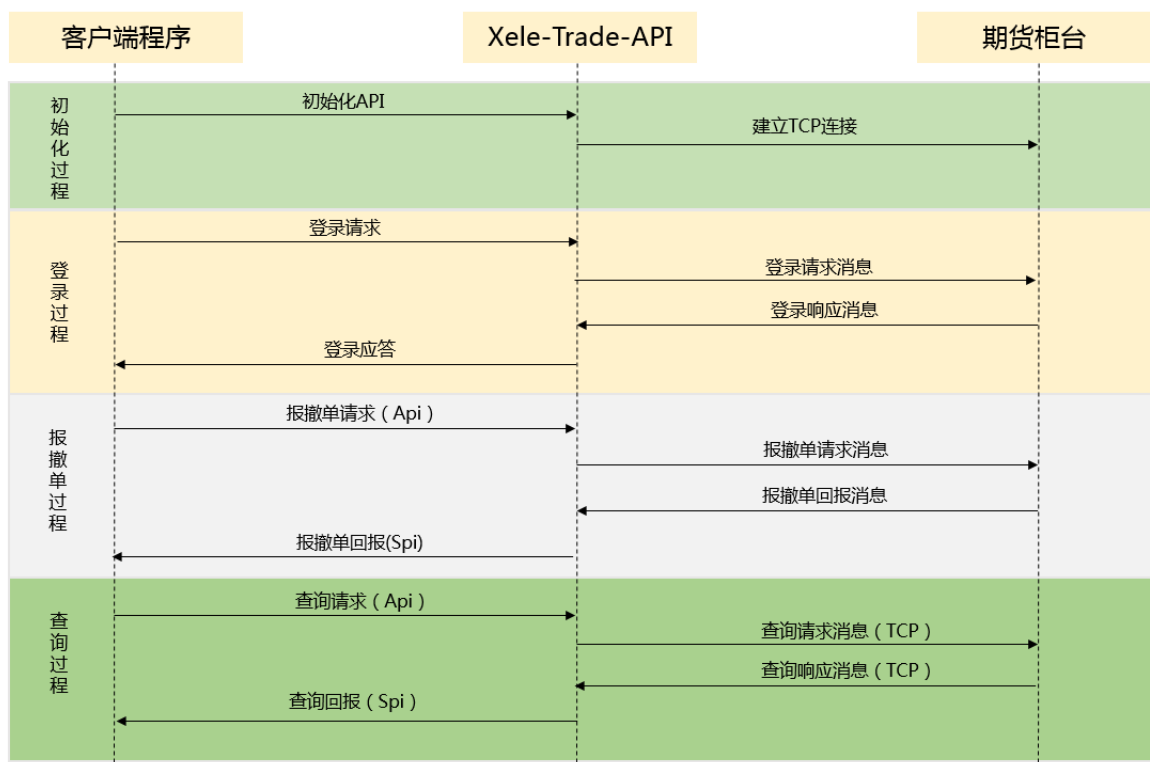 客户端程序
Xele-Trade-API
期货柜台
初始化过程
初始化API
建立TCP连接
登录过程
登录请求
登录请求消息
登录响应消息
登录应答
报撤单过程
报撤单请求（Api）
报撤单请求消息
报撤单回报消息
报撤单回报(Spi)
查询过程
查询请求（Api）
查询请求消息（TCP）
查询响应消息（TCP）
查询回报（Spi）